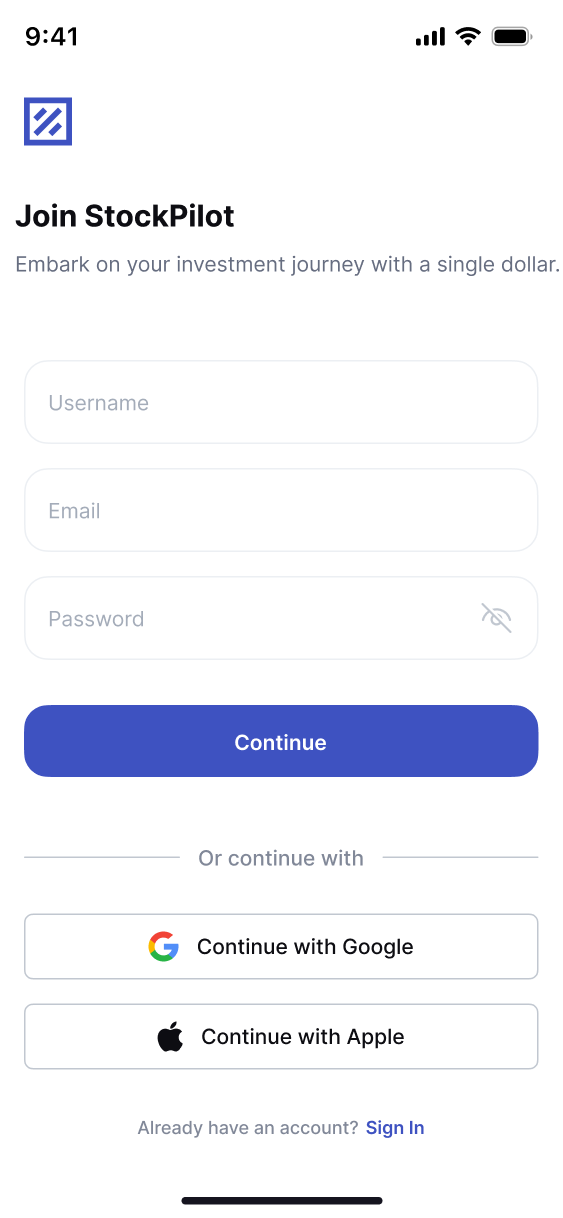 9:41
Join StockPilot
Embark on your investment journey with a single dollar.
Username
Email
Password
Continue
Or continue with
Continue with Google
Continue with Apple
Already have an account? Sign In